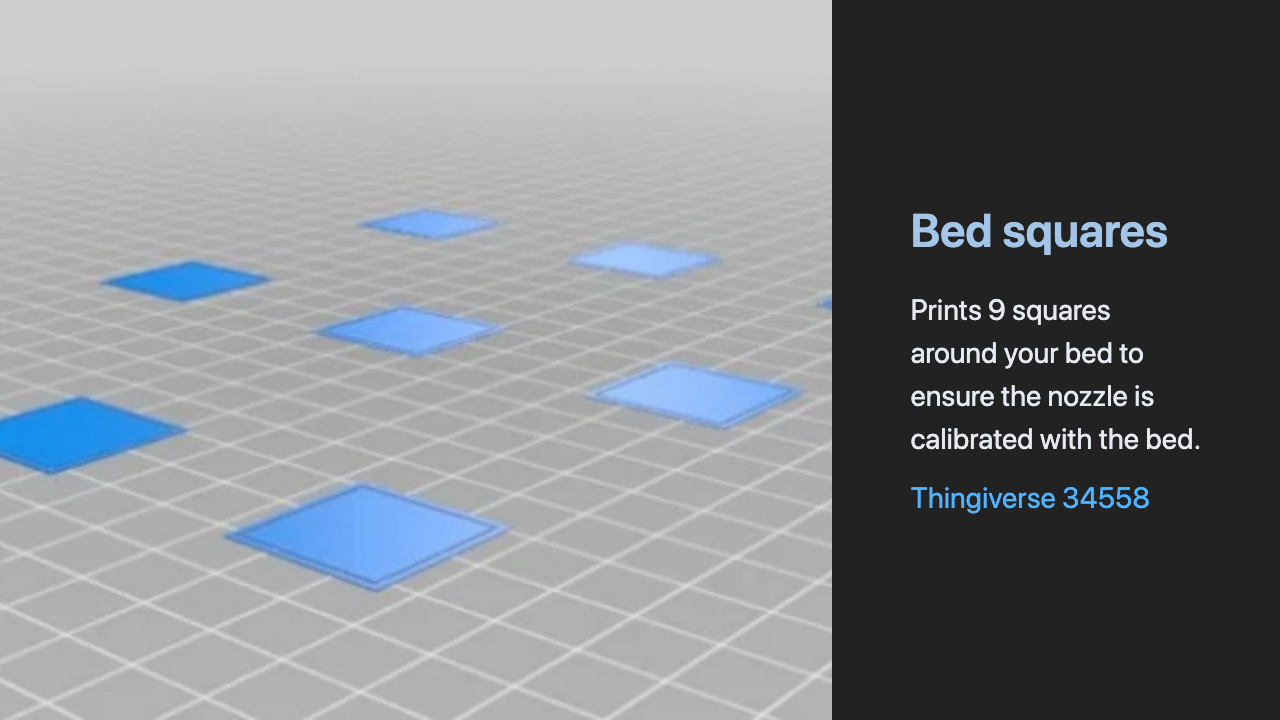 Bed squares
Prints 9 squares
around your bed to
ensure the nozzle is
calibrated with the bed.
Thingiverse 34558